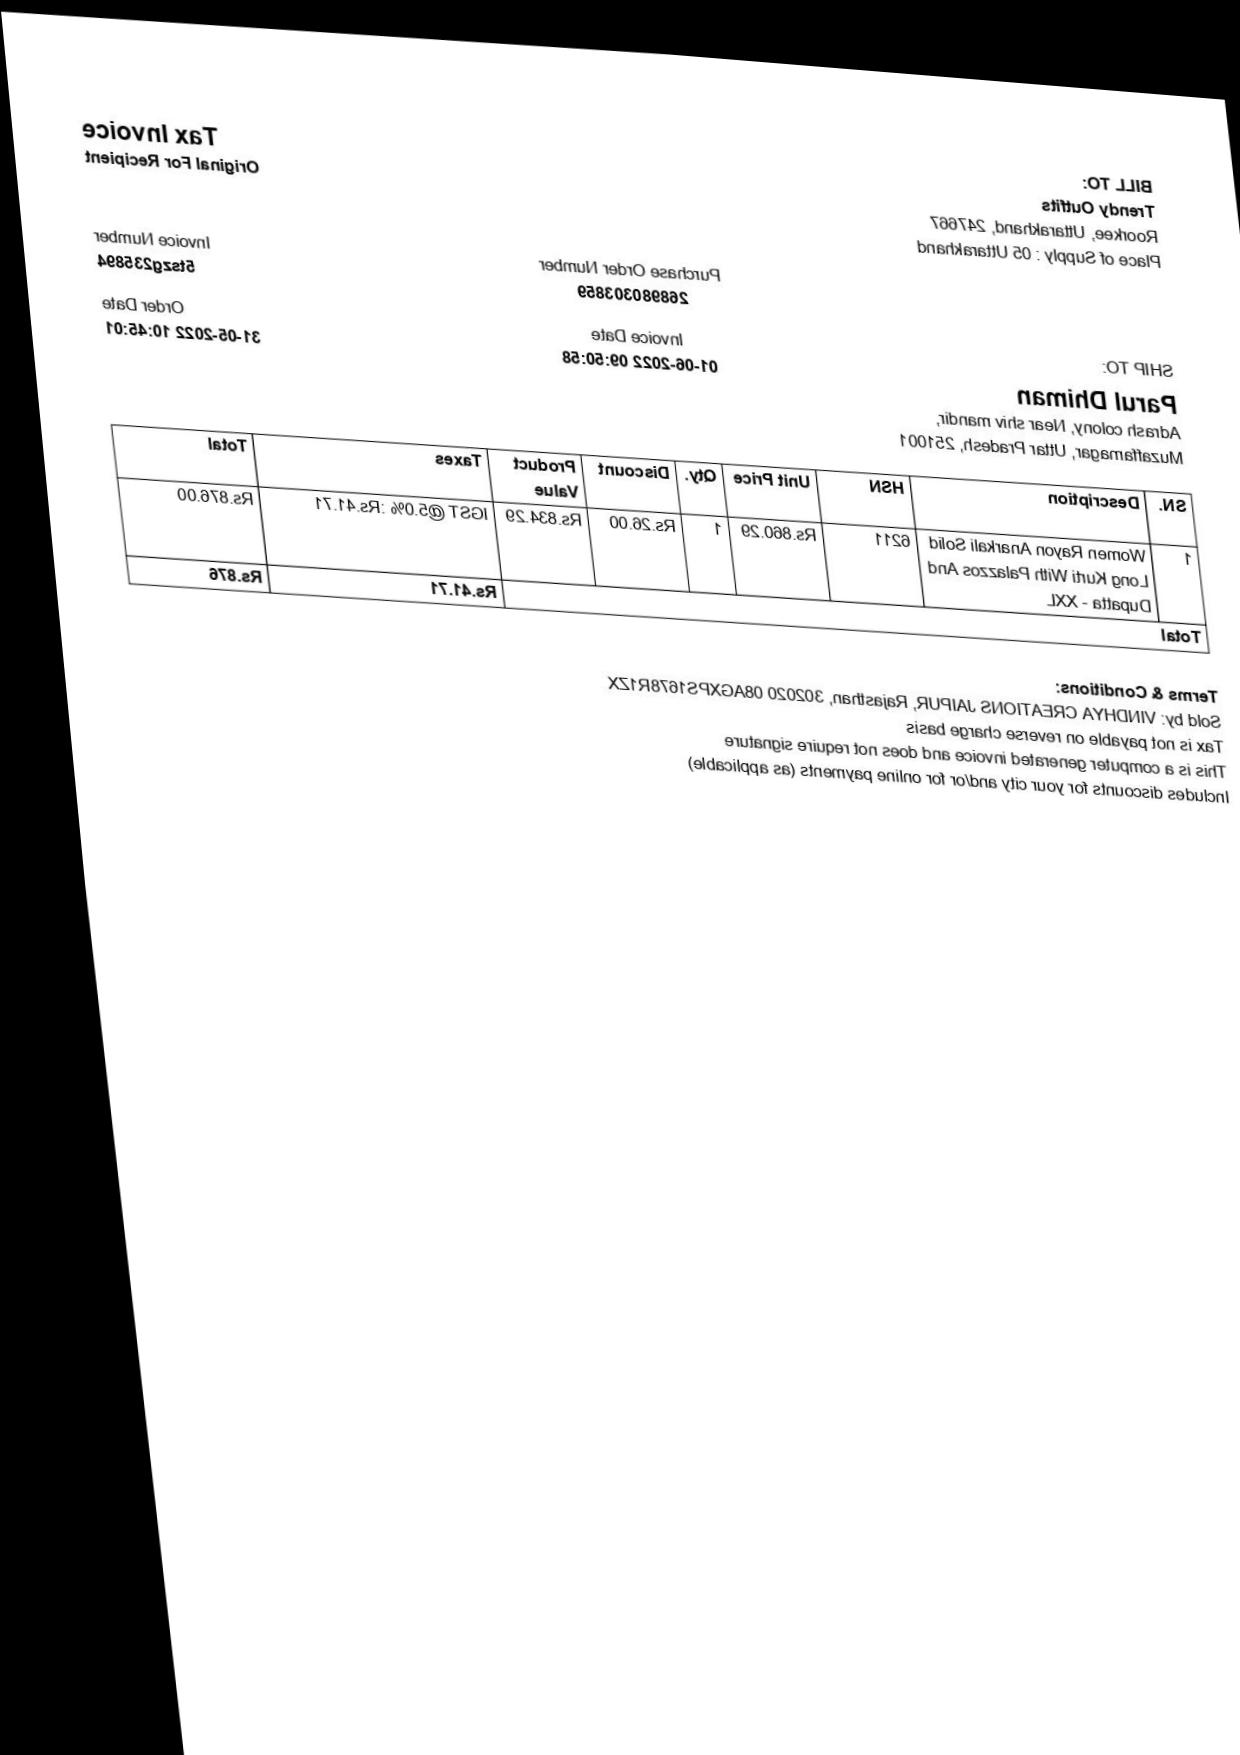 Tax Invoice
Original For Recipient
BILL TO:
Trendy Outfits
Roorkee, Uttarakhand, 247667
Place of Supply : 05 Uttarakhand
Purchase Order Number
268980303859
Invoice Number
5tszg235894
Invoice Date
01-06-2022 09:50:58
Order Date
31-05-2022 10:45:01
SHIP TO:
Parul Dhiman
Adrash colony, Near shiv mandir,
Muzaffarnagar, Uttar Pradesh, 251001
SN. Description HSN Unit Price Qty. Discount Product Value Taxes Total
1 Women Rayon Anarkali Solid Long Kurti With Palazzos And Dupatta - XXL 6211 Rs.860.29 1 Rs.26.00 Rs.834.29 IGST @5.0% :Rs.41.71 Rs.876.00
Total Rs.41.71 Rs.876
Terms & Conditions:
Sold by: VINDHYA CREATIONS JAIPUR, Rajasthan, 302020 08AGXPS1678R1ZX
Tax is not payable on reverse charge basis
This is a computer generated invoice and does not require signature
Includes discounts for your city and/or for online payments (as applicable)